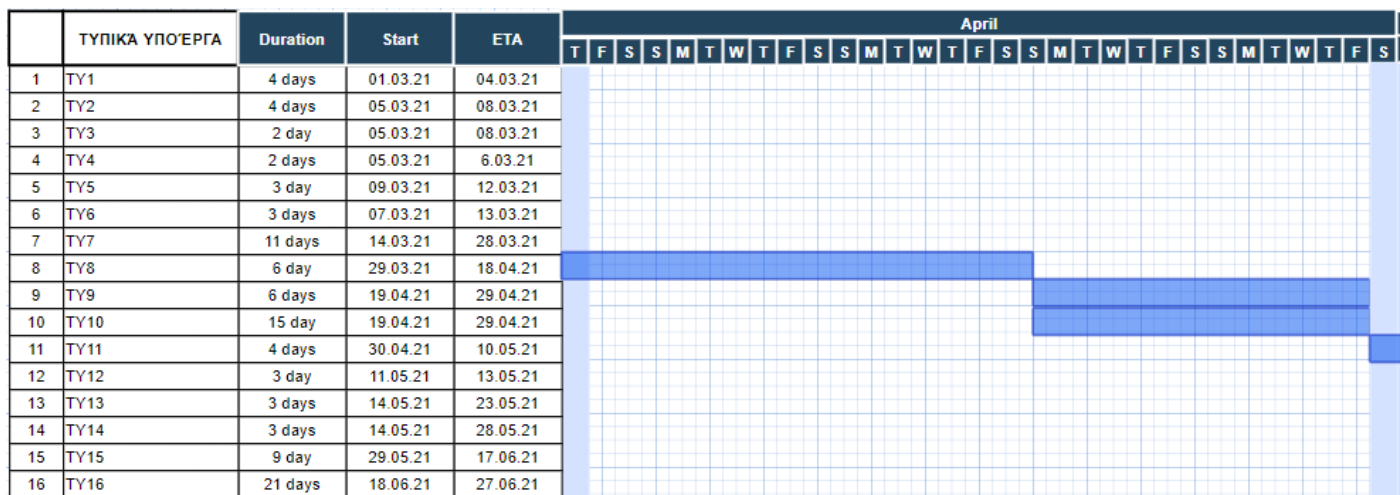 April
ΤΥΠΙΚΆ ΥΠΟΈΡΓΑ Duration Start ETA
T F S S M T W T F S S M T W T F S S M T W T F S S M T W T F S
1 TY1 4 days 01.03.21 04.03.21
2 TY2 4 days 05.03.21 08.03.21
3 TY3 2 day 05.03.21 08.03.21
4 TY4 2 days 05.03.21 6.03.21
5 TY5 3 day 09.03.21 12.03.21
6 TY6 3 days 07.03.21 13.03.21
7 TY7 11 days 14.03.21 28.03.21
8 TY8 6 day 29.03.21 18.04.21
9 TY9 6 days 19.04.21 29.04.21
10 TY10 15 day 19.04.21 29.04.21
11 TY11 4 days 30.04.21 10.05.21
12 TY12 3 day 11.05.21 13.05.21
13 TY13 3 days 14.05.21 23.05.21
14 TY14 3 days 14.05.21 28.05.21
15 TY15 9 day 29.05.21 17.06.21
16 TY16 21 days 18.06.21 27.06.21